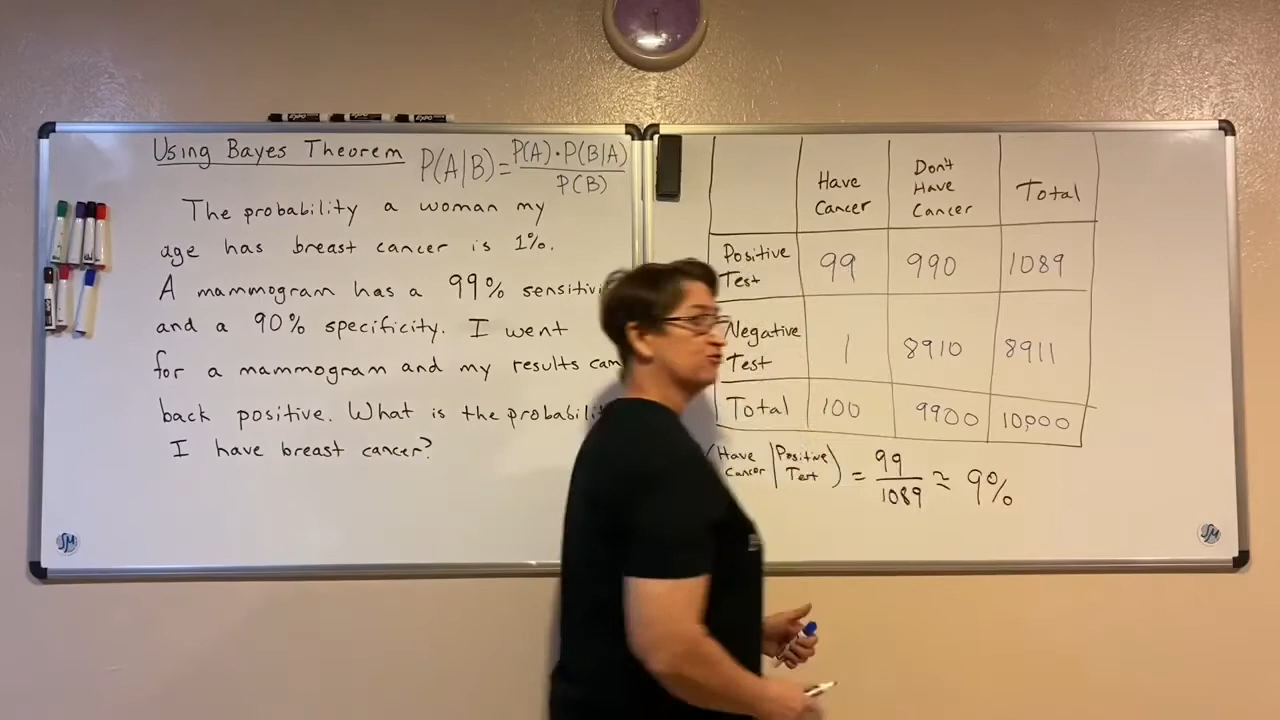 Using Bayes Theorem P(A|B) = P(A)·P(B|A) / P(B)
The probability a woman my
age has breast cancer is 1%.
A mammogram has a 99% sensitivi
and a 90% specificity. I went
for a mammogram and my results cam
back positive. What is the probabili
I have breast cancer?
SM
Have Cancer Don't Have Cancer Total
Positive Test 99 990 1089
Negative Test 1 8910 8911
Total 100 9900 10,000
(Have Cancer | Positive Test) = 99/1089 ≃ 9%
SM